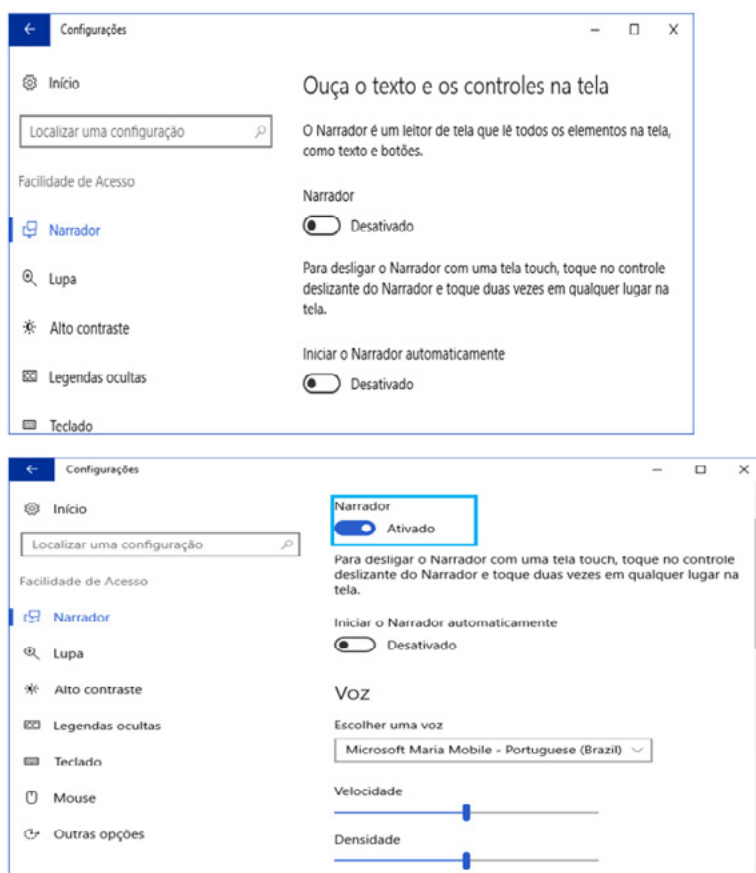 Configurações
Início
Localizar uma configuração
Facilidade de Acesso
Narrador
Lupa
Alto contraste
Legendas ocultas
Teclado
Ouça o texto e os controles na tela
O Narrador é um leitor de tela que lê todos os elementos na tela,
como texto e botões.
Narrador
Desativado
Para desligar o Narrador com uma tela touch, toque no controle
deslizante do Narrador e toque duas vezes em qualquer lugar na
tela.
Iniciar o Narrador automaticamente
Desativado
Configurações
Início
Localizar uma configuração
Facilidade de Acesso
Narrador
Lupa
Alto contraste
Legendas ocultas
Teclado
Mouse
Outras opções
Narrador
Ativado
Para desligar o Narrador com uma tela touch, toque no controle
deslizante do Narrador e toque duas vezes em qualquer lugar na
tela.
Iniciar o Narrador automaticamente
Desativado
Voz
Escolher uma voz
Microsoft Maria Mobile - Portuguese (Brazil)
Velocidade
Densidade